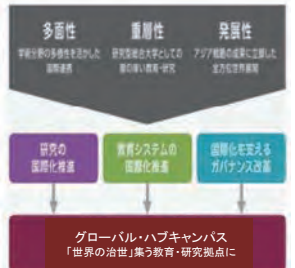 多面性
学術分野の多様性を活かした
国際連携
重層性
研究型総合大学としての
層の厚い教育・研究
発展性
アジア戦略の成果に立脚した
全方位世界展開
研究の
国際化推進
教育システムの
国際化推進
国際化を支える
ガバナンス改革
グローバル・ハブキャンパス
「世界の治世」集う教育・研究拠点に